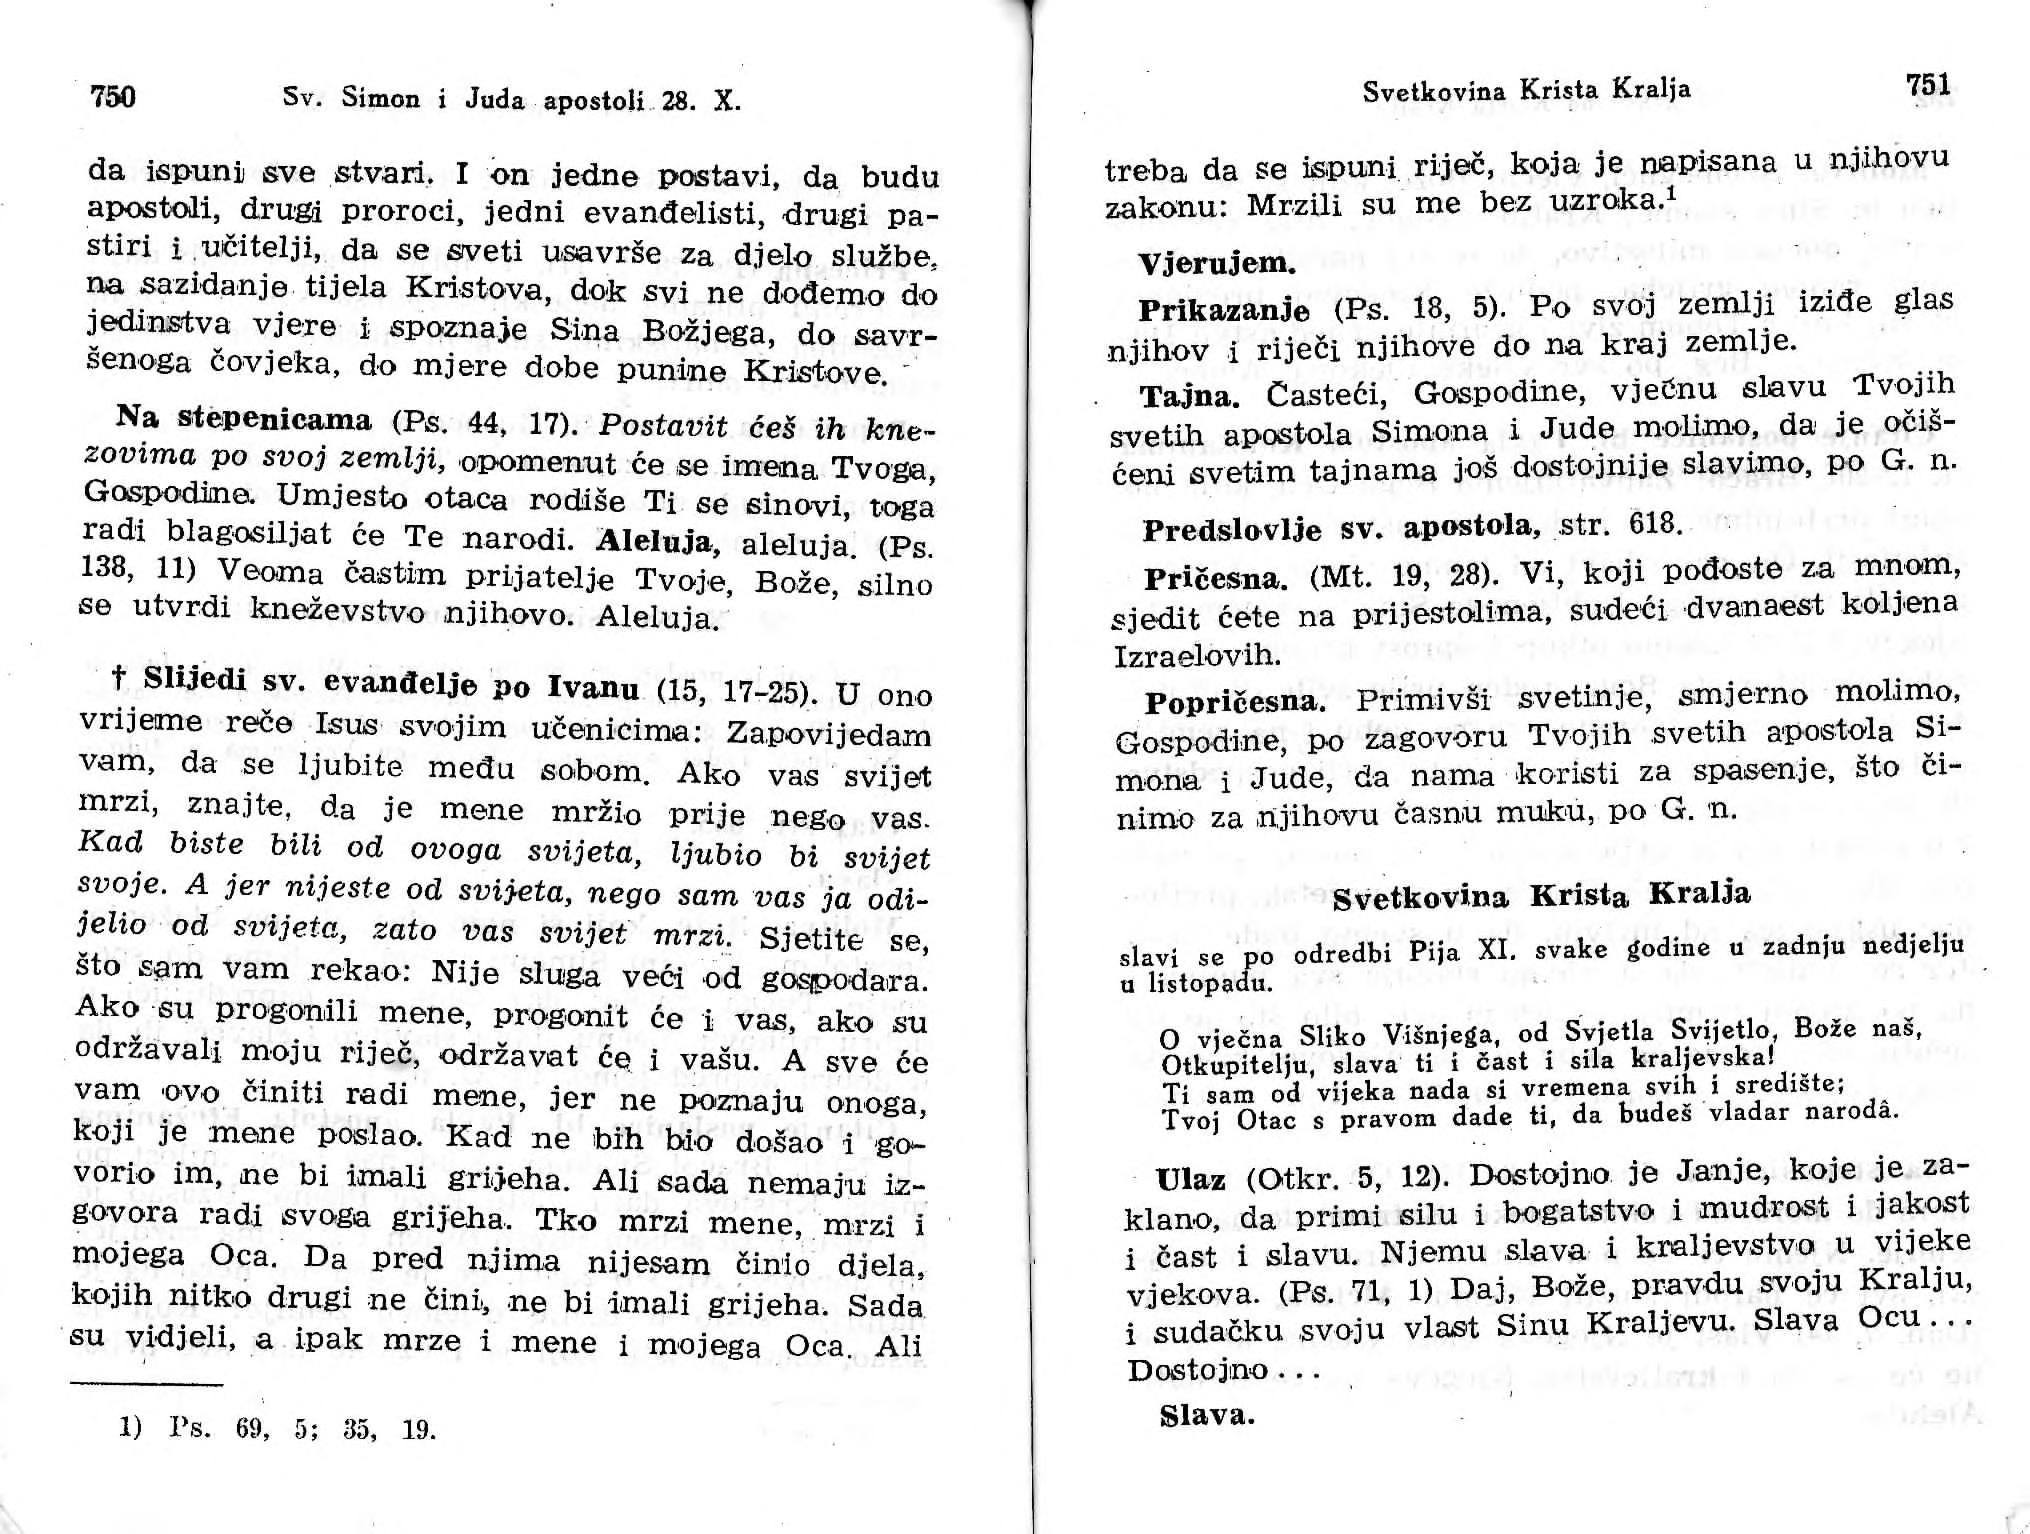 750 Sv. Simon i Juda apostoli 28. X.
da ispuni sve stvari. I on jedne postavi, da budu
apostoli, drugi proroci, jedni evanđelisti, drugi pa-
stiri i učitelji, da se sveti usavrše za djelo službe,
na sazidanje tijela Kristova, dok svi ne dođemo do
jedinstva vjere i spoznaje Sina Božjega, do savr-
šenoga čovjeka, do mjere dobe punine Kristove.
Na stepenicama (Ps. 44, 17). Postavit ćeš ih kne-
zovima po svoj zemlji, opomenut će se imena Tvoga,
Gospodine. Umjesto otaca rodiše Ti se sinovi, toga
radi blagosiljat će Te narodi. Aleluja, aleluja. (Ps.
138, 11) Veoma častim prijatelje Tvoje, Bože, silno
se utvrdi kneževstvo njihovo. Aleluja.
† Slijedi sv. evanđelje po Ivanu (15, 17-25). U ono
vrijeme reče Isus svojim učenicima: Zapovijedam
vam, da se ljubite među sobom. Ako vas svijet
mrzi, znajte, da je mene mržio prije nego vas.
Kad biste bili od ovoga svijeta, ljubio bi svijet
svoje. A jer nijeste od svijeta, nego sam vas ja odi-
jelio od svijeta, zato vas svijet mrzi. Sjetite se,
što sam vam rekao: Nije sluga veći od gospodara.
Ako su progonili mene, progonit će i vas, ako su
održavali moju riječ, održavat će i vašu. A sve će
vam ovo činiti radi mene, jer ne poznaju onoga,
koji je mene poslao. Kad ne bih bio došao i go-
vorio im, ne bi imali grijeha. Ali sada nemaju iz-
govora radi svoga grijeha. Tko mrzi mene, mrzi i
mojega Oca. Da pred njima nijesam činio djela,
kojih nitko drugi ne čini, ne bi imali grijeha. Sada
su vidjeli, a ipak mrze i mene i mojega Oca. Ali
1) Ps. 69, 5; 35, 19.
Svetkovina Krista Kralja 751
treba da se ispuni riječ, koja je napisana u njihovu
zakonu: Mrzili su me bez uzroka.¹
Vjerujem.
Prikazanje (Ps. 18, 5). Po svoj zemlji iziđe glas
njihov i riječi njihove do na kraj zemlje.
Tajna. Časteći, Gospodine, vječnu slavu Tvojih
svetih apostola Simona i Jude molimo, da je očiš-
ćeni svetim tajnama još dostojnije slavimo, po G. n.
Predslovlje sv. apostola, str. 618.
Pričesna. (Mt. 19, 28). Vi, koji pođoste za mnom,
sjedit ćete na prijestolima, sudeći dvanaest koljena
Izraelovih.
Popričesna. Primivši svetinje, smjerno molimo,
Gospodine, po zagovoru Tvojih svetih apostola Si-
mona i Jude, da nama koristi za spasenje, što či-
nimo za njihovu časnu muku, po G. n.
Svetkovina Krista Kralja
slavi se po odredbi Pija XI. svake godine u zadnju nedjelju
u listopadu.
O vječna Sliko Višnjega, od Svjetla Svijetlo, Bože naš,
Otkupitelju, slava ti i čast i sila kraljevska!
Ti sam od vijeka nada si vremena svih i središte;
Tvoj Otac s pravom dade ti, da budeš vladar narodâ.
Ulaz (Otkr. 5, 12). Dostojno je Janje, koje je za-
klano, da primi silu i bogatstvo i mudrost i jakost
i čast i slavu. Njemu slava i kraljevstvo u vijeke
vjekova. (Ps. 71, 1) Daj, Bože, pravdu svoju Kralju,
i sudačku svoju vlast Sinu Kraljevu. Slava Ocu...
Dostojno...
Slava.